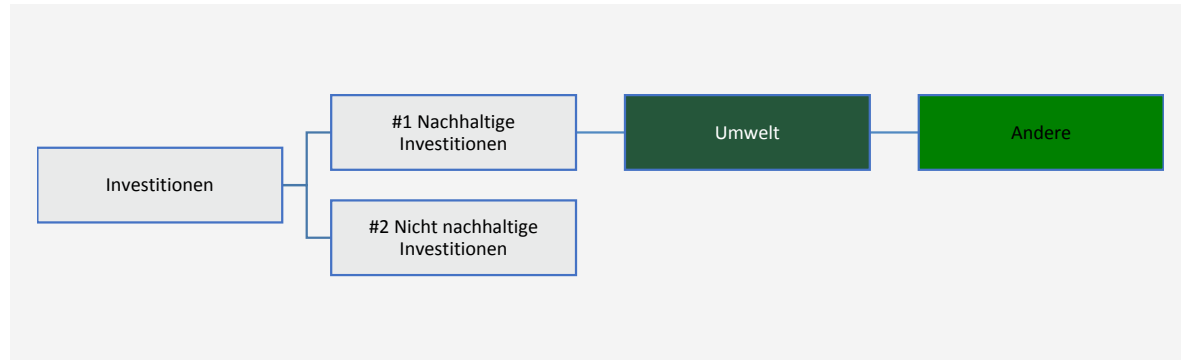 Investitionen
#1 Nachhaltige
Investitionen
Umwelt
Andere
#2 Nicht nachhaltige
Investitionen